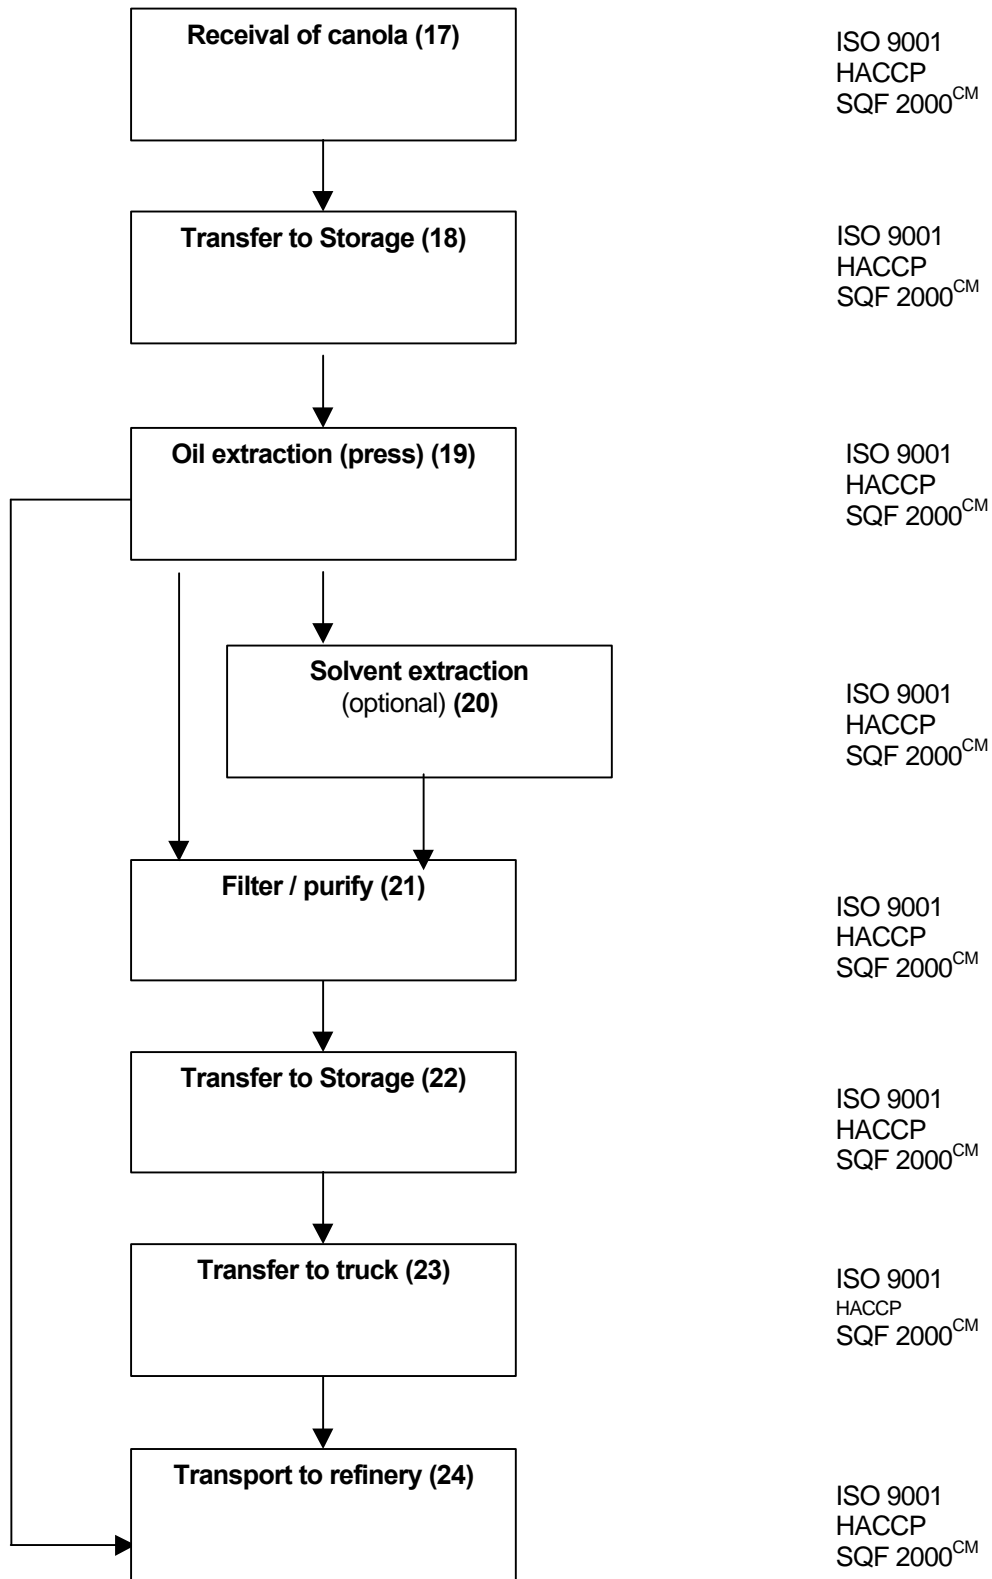 Receival of canola (17)
ISO 9001
HACCP
SQF 2000CM
Transfer to Storage (18)
ISO 9001
HACCP
SQF 2000CM
Oil extraction (press) (19)
ISO 9001
HACCP
SQF 2000CM
Solvent extraction
(optional) (20)
ISO 9001
HACCP
SQF 2000CM
Filter / purify (21)
ISO 9001
HACCP
SQF 2000CM
Transfer to Storage (22)
ISO 9001
HACCP
SQF 2000CM
Transfer to truck (23)
ISO 9001
HACCP
SQF 2000CM
Transport to refinery (24)
ISO 9001
HACCP
SQF 2000CM